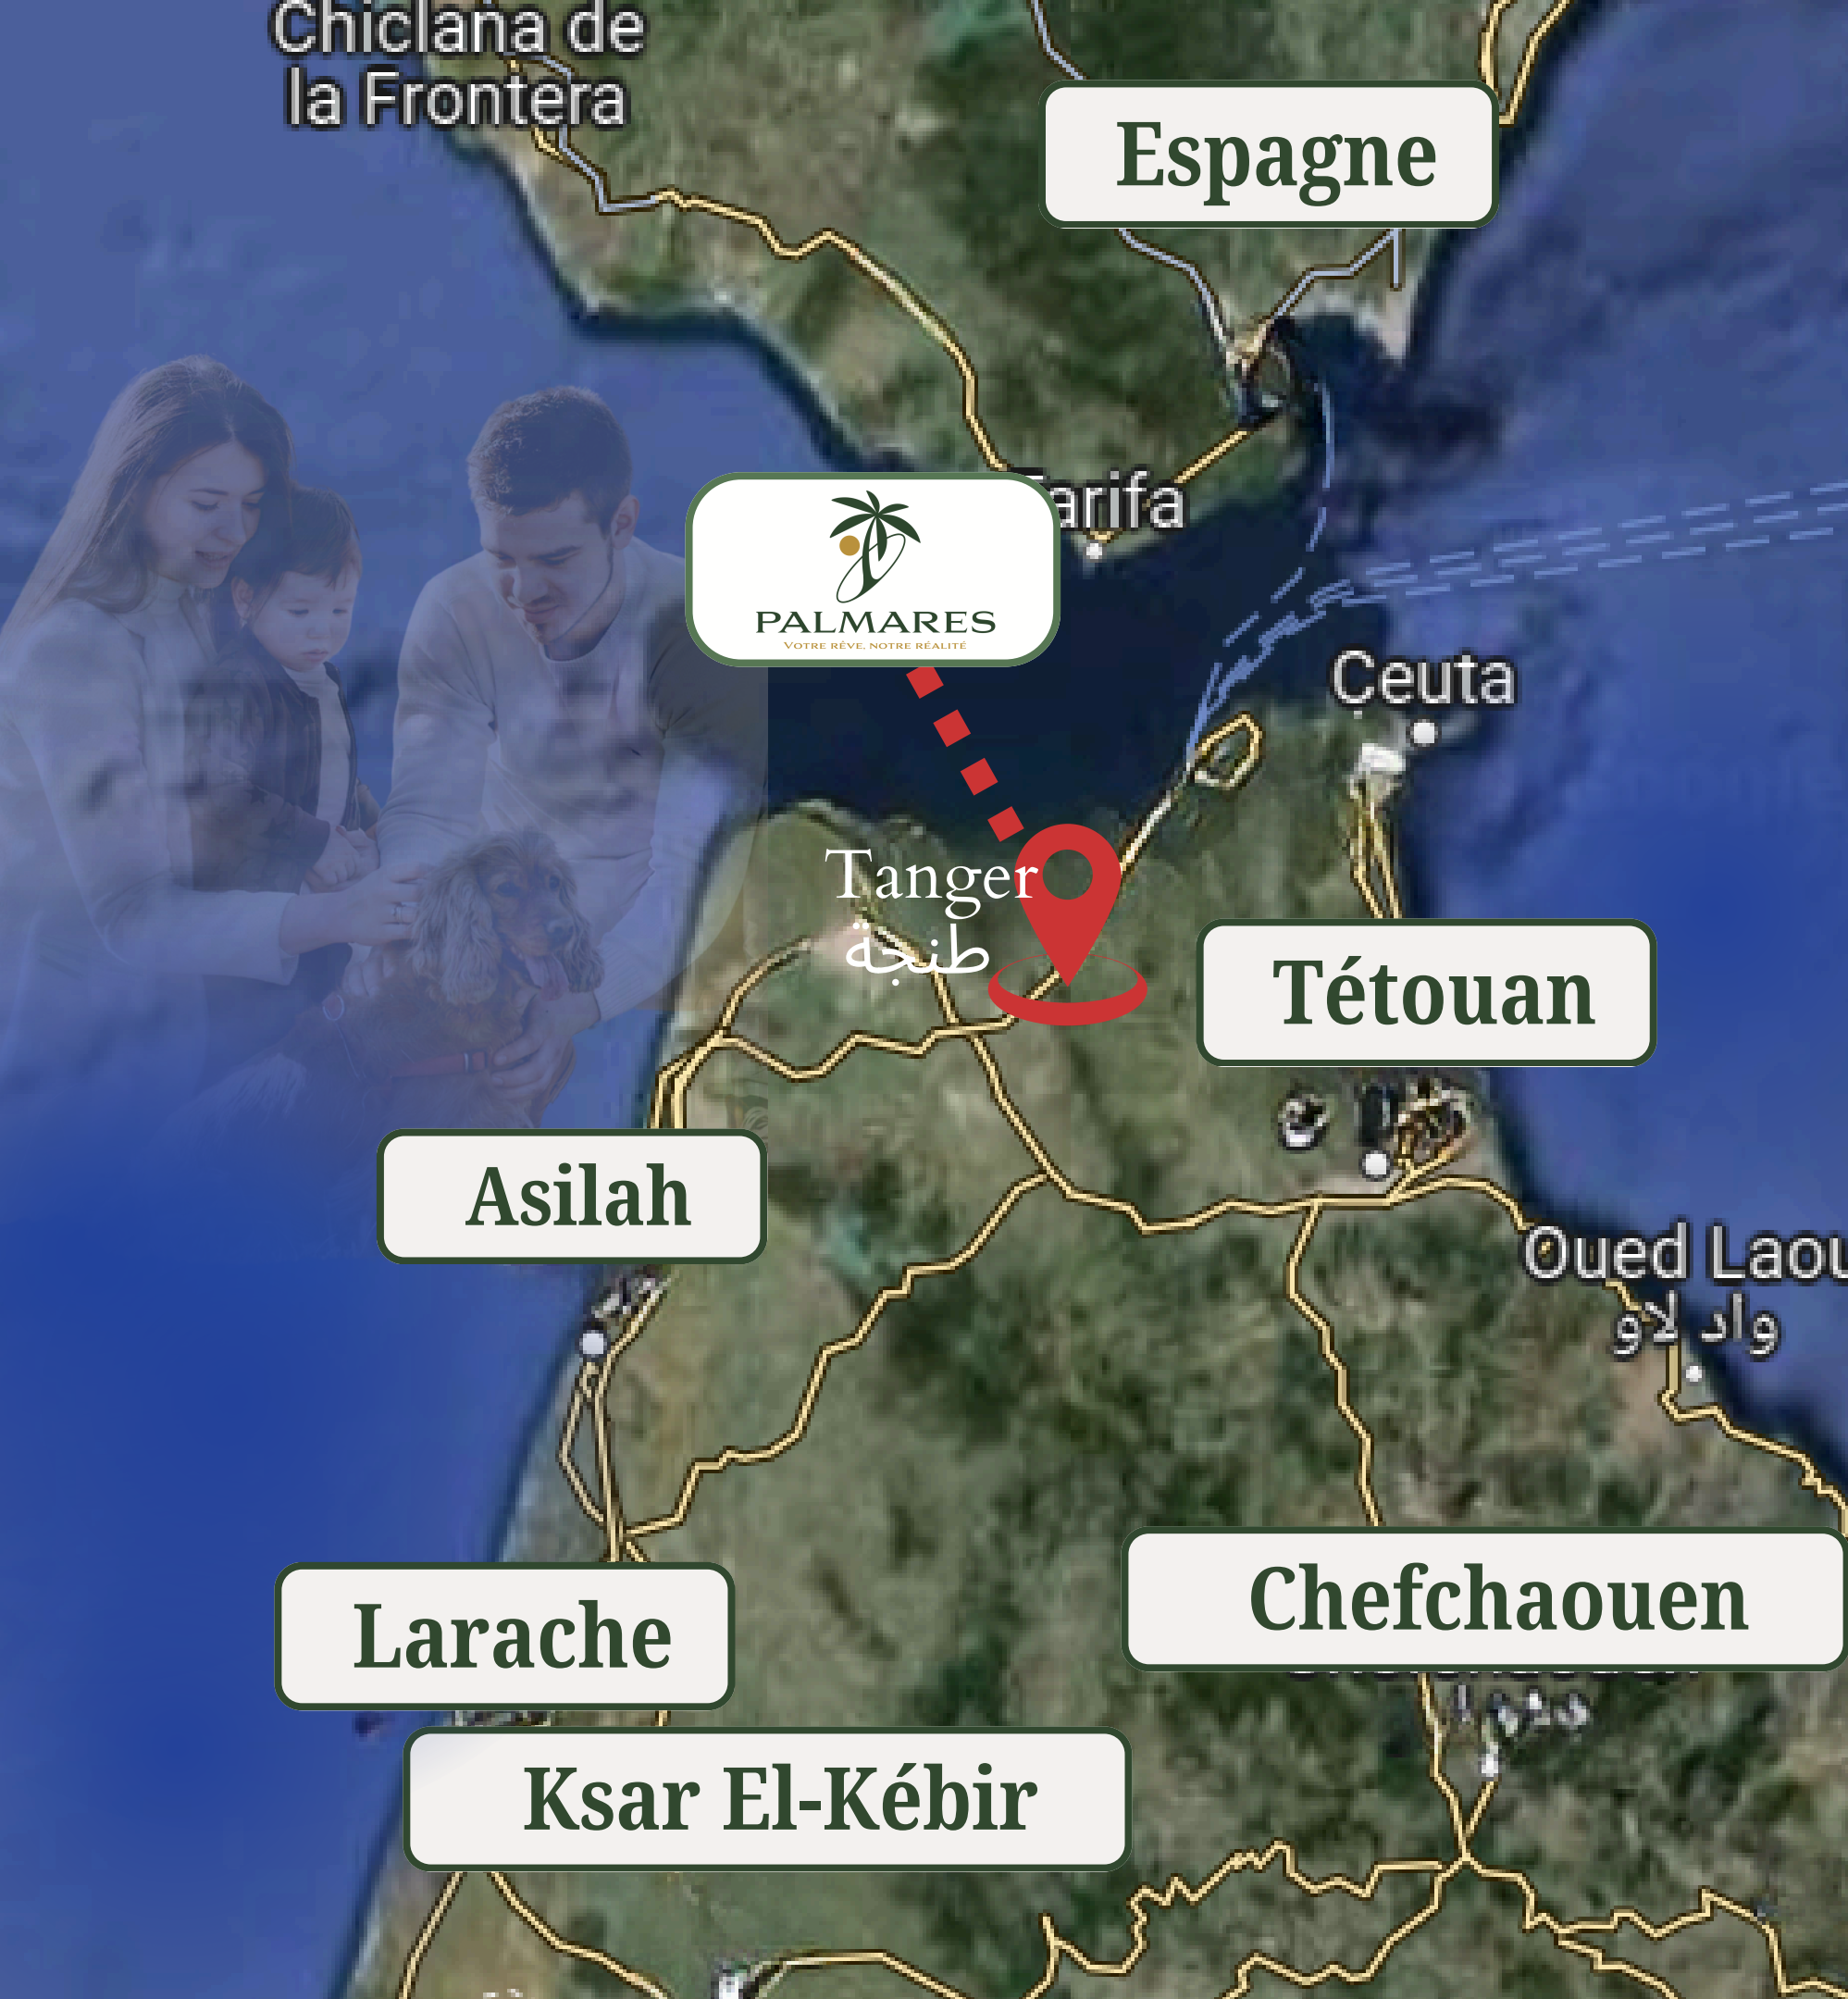 Chiclana de
la Frontera
Espagne
Tarifa
PALMARES
VOTRE RÊVE, NOTRE RÉALITÉ
Ceuta
Tanger
طنجة
Tétouan
Asilah
Oued Laou
واد لاو
Larache
Chefchaouen
Ksar El-Kébir